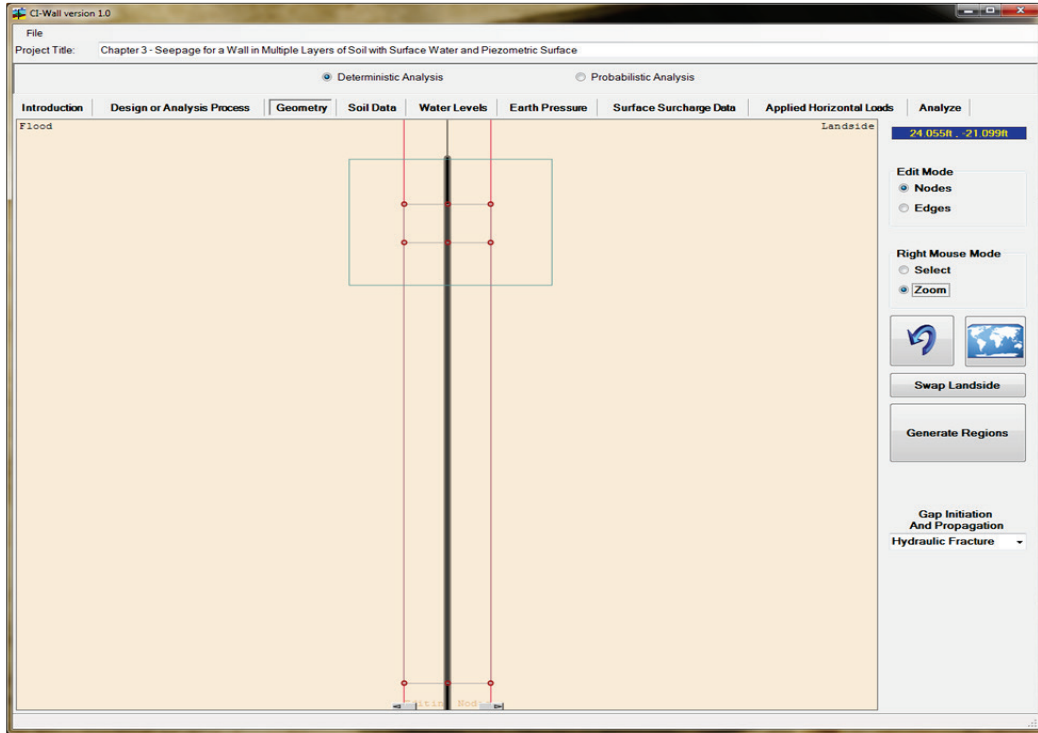 CI-Wall version 1.0
File
Project Title: Chapter 3 - Seepage for a Wall in Multiple Layers of Soil with Surface Water and Piezometric Surface
Deterministic Analysis Probabilistic Analysis
Introduction Design or Analysis Process Geometry Soil Data Water Levels Earth Pressure Surface Surcharge Data Applied Horizontal Loads Analyze
Flood Landside
24.055ft , -21.099ft
Edit Mode
Nodes
Edges
Right Mouse Mode
Select
Zoom
Swap Landside
Generate Regions
Gap Initiation
And Propagation
Hydraulic Fracture